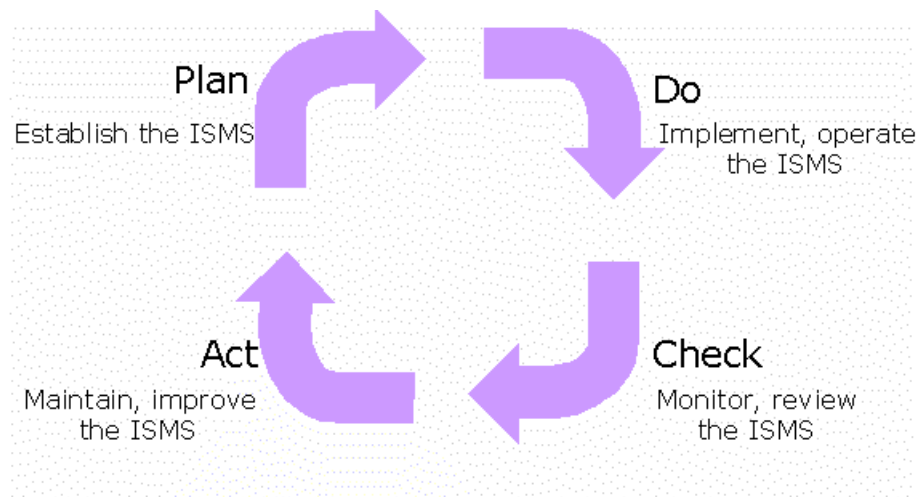 Plan
Establish the ISMS
Do
Implement, operate
the ISMS
Act
Maintain, improve
the ISMS
Check
Monitor, review
the ISMS